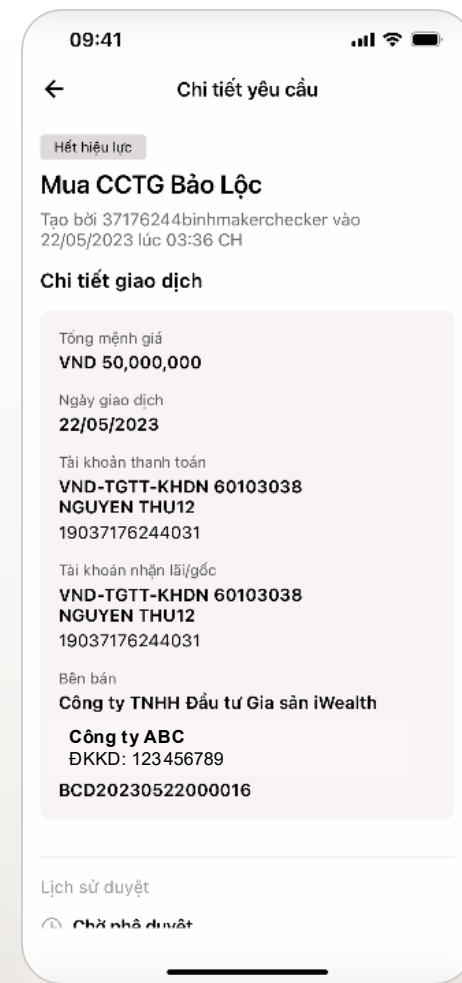 09:41
Chi tiết yêu cầu
Hết hiệu lực
Mua CCTG Bảo Lộc
Tạo bởi 37176244binhmakerchecker vào
22/05/2023 lúc 03:36 CH
Chi tiết giao dịch
Tổng mệnh giá
VND 50,000,000
Ngày giao dịch
22/05/2023
Tài khoản thanh toán
VND-TGTT-KHDN 60103038
NGUYEN THU12
19037176244031
Tài khoản nhận lãi/gốc
VND-TGTT-KHDN 60103038
NGUYEN THU12
19037176244031
Bên bán
Công ty TNHH Đầu tư Gia sản iWealth
Công ty ABC
ĐKKD: 123456789
BCD20230522000016
Lịch sử duyệt
Chờ phê duyệt